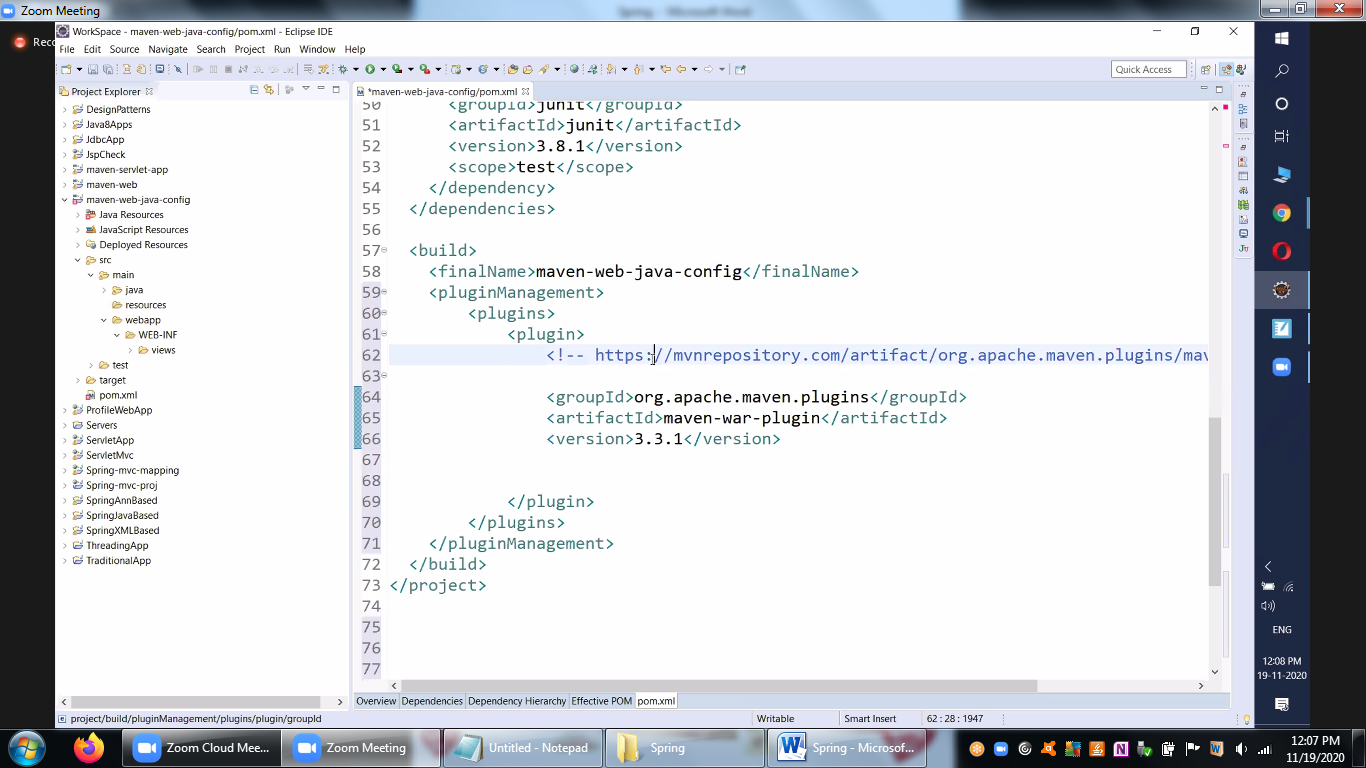 Zoom Meeting
Spring - Microsoft Word
Reco
WorkSpace - maven-web-java-config/pom.xml - Eclipse IDE
File Edit Source Navigate Search Project Run Window Help
Quick Access
Project Explorer
*maven-web-java-config/pom.xml
DesignPatterns
Java8Apps
JdbcApp
JspCheck
maven-servlet-app
maven-web
maven-web-java-config
Java Resources
JavaScript Resources
Deployed Resources
src
main
java
resources
webapp
WEB-INF
views
test
target
pom.xml
ProfileWebApp
Servers
ServletApp
ServletMvc
Spring-mvc-mapping
Spring-mvc-proj
SpringAnnBased
SpringJavaBased
SpringXMLBased
ThreadingApp
TraditionalApp
50 <groupId>junit</groupId>
51 <artifactId>junit</artifactId>
52 <version>3.8.1</version>
53 <scope>test</scope>
54 </dependency>
55 </dependencies>
56
57 <build>
58 <finalName>maven-web-java-config</finalName>
59 <pluginManagement>
60 <plugins>
61 <plugin>
62 <!-- https://mvnrepository.com/artifact/org.apache.maven.plugins/mav
63
64 <groupId>org.apache.maven.plugins</groupId>
65 <artifactId>maven-war-plugin</artifactId>
66 <version>3.3.1</version>
67
68
69 </plugin>
70 </plugins>
71 </pluginManagement>
72 </build>
73 </project>
74
75
76
77
Overview Dependencies Dependency Hierarchy Effective POM pom.xml
project/build/pluginManagement/plugins/plugin/groupId
Writable
Smart Insert
62 : 28 : 1947
ENG
12:08 PM
19-11-2020
Zoom Cloud Mee...
Zoom Meeting
Untitled - Notepad
Spring
Spring - Microsof...
12:07 PM
11/19/2020